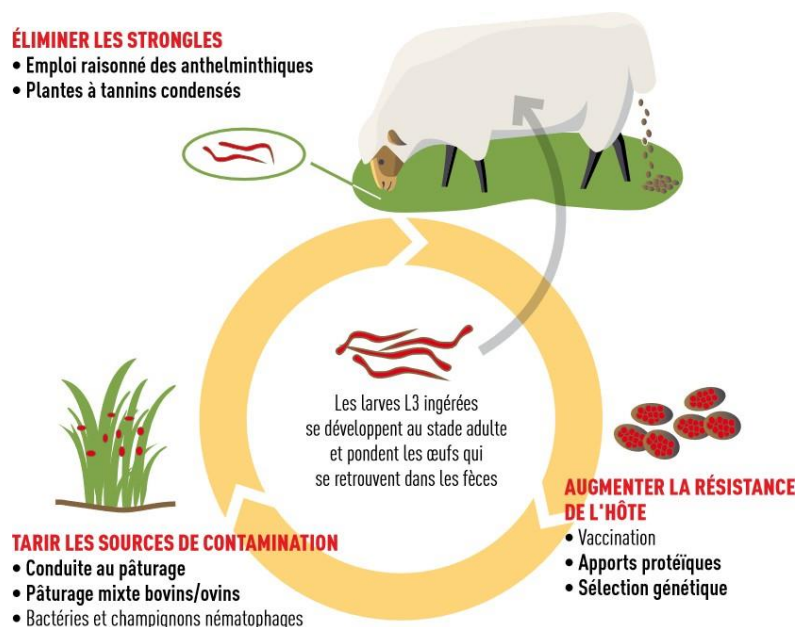 ÉLIMINER LES STRONGLES
• Emploi raisonné des anthelminthiques
• Plantes à tannins condensés
Les larves L3 ingérées
se développent au stade adulte
et pondent les œufs qui
se retrouvent dans les fèces
AUGMENTER LA RÉSISTANCE
DE L'HÔTE
• Vaccination
• Apports protéïques
• Sélection génétique
TARIR LES SOURCES DE CONTAMINATION
• Conduite au pâturage
• Pâturage mixte bovins/ovins
• Bactéries et champignons nématophages